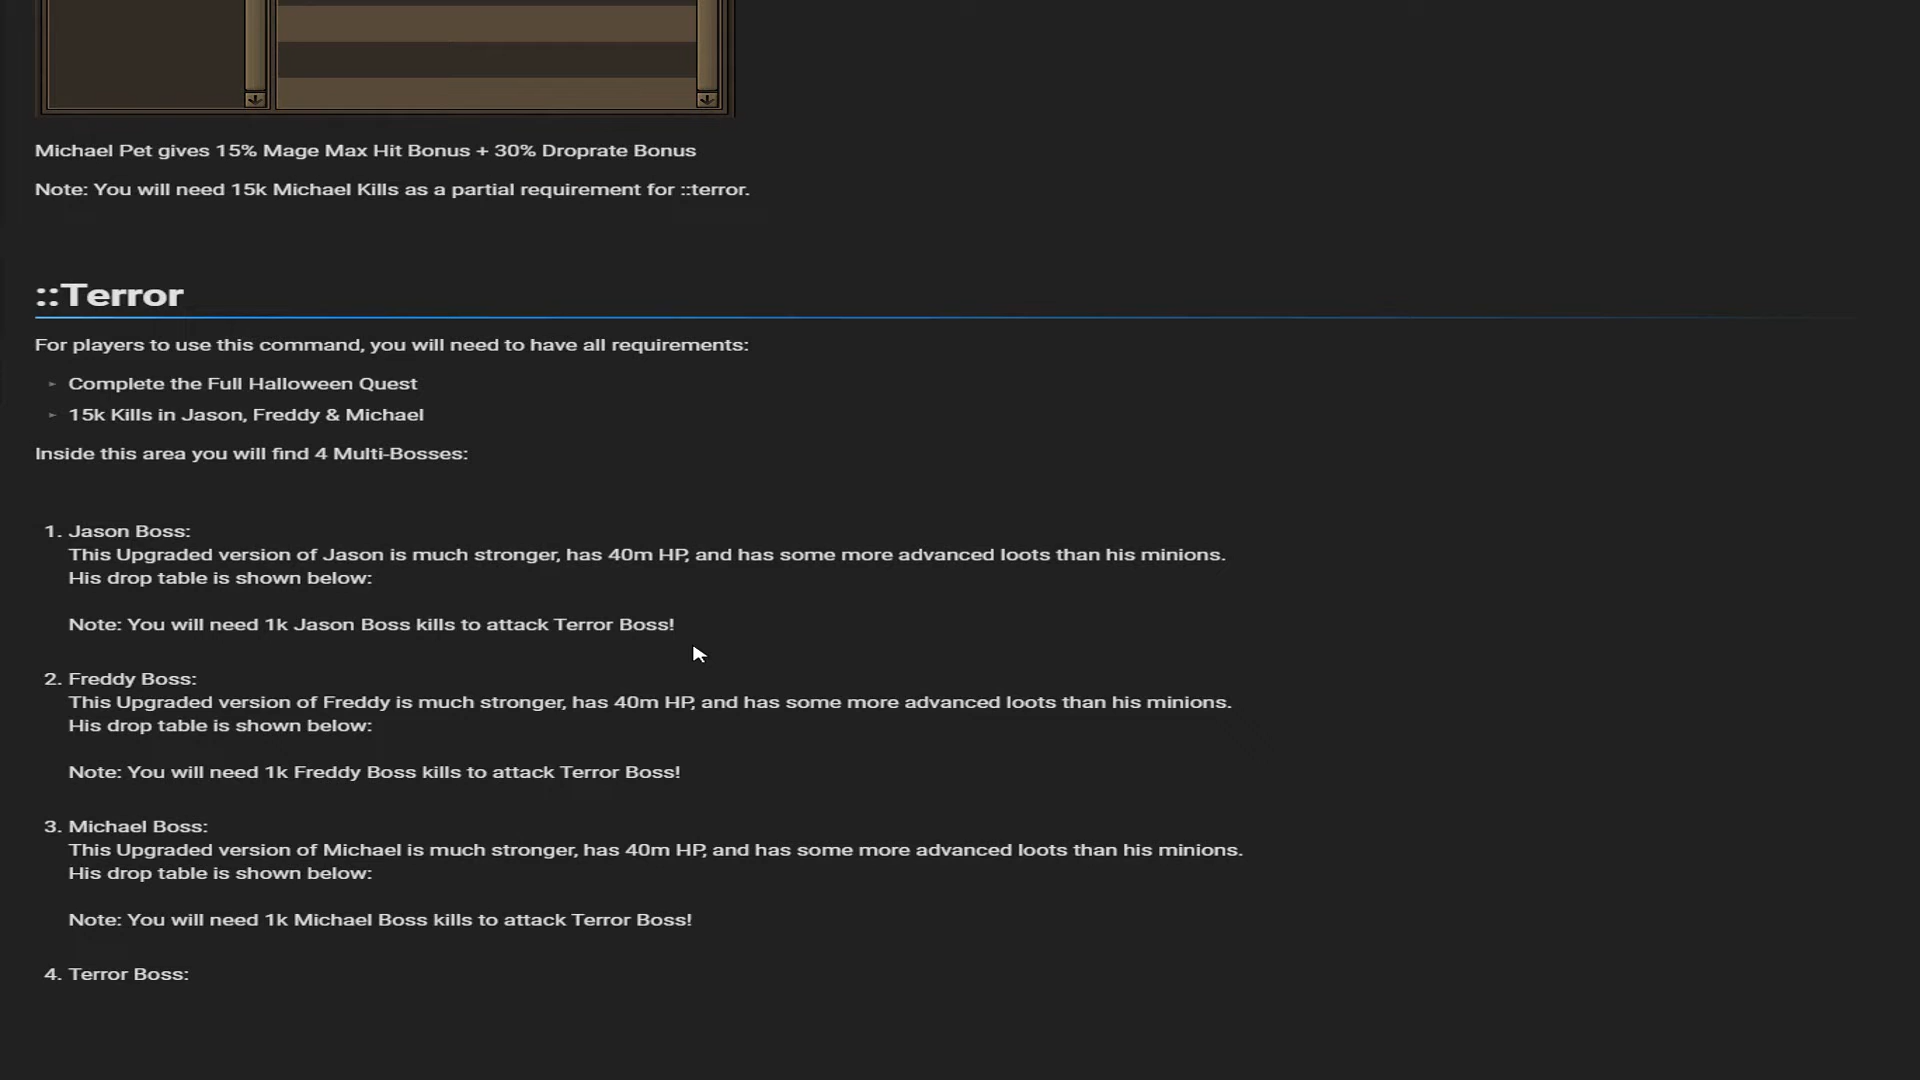 Michael Pet gives 15% Mage Max Hit Bonus + 30% Droprate Bonus
Note: You will need 15k Michael Kills as a partial requirement for ::terror.
::Terror
For players to use this command, you will need to have all requirements:
Complete the Full Halloween Quest
15k Kills in Jason, Freddy & Michael
Inside this area you will find 4 Multi-Bosses:
1. Jason Boss:
This Upgraded version of Jason is much stronger, has 40m HP, and has some more advanced loots than his minions.
His drop table is shown below:
Note: You will need 1k Jason Boss kills to attack Terror Boss!
2. Freddy Boss:
This Upgraded version of Freddy is much stronger, has 40m HP, and has some more advanced loots than his minions.
His drop table is shown below:
Note: You will need 1k Freddy Boss kills to attack Terror Boss!
3. Michael Boss:
This Upgraded version of Michael is much stronger, has 40m HP, and has some more advanced loots than his minions.
His drop table is shown below:
Note: You will need 1k Michael Boss kills to attack Terror Boss!
4. Terror Boss: